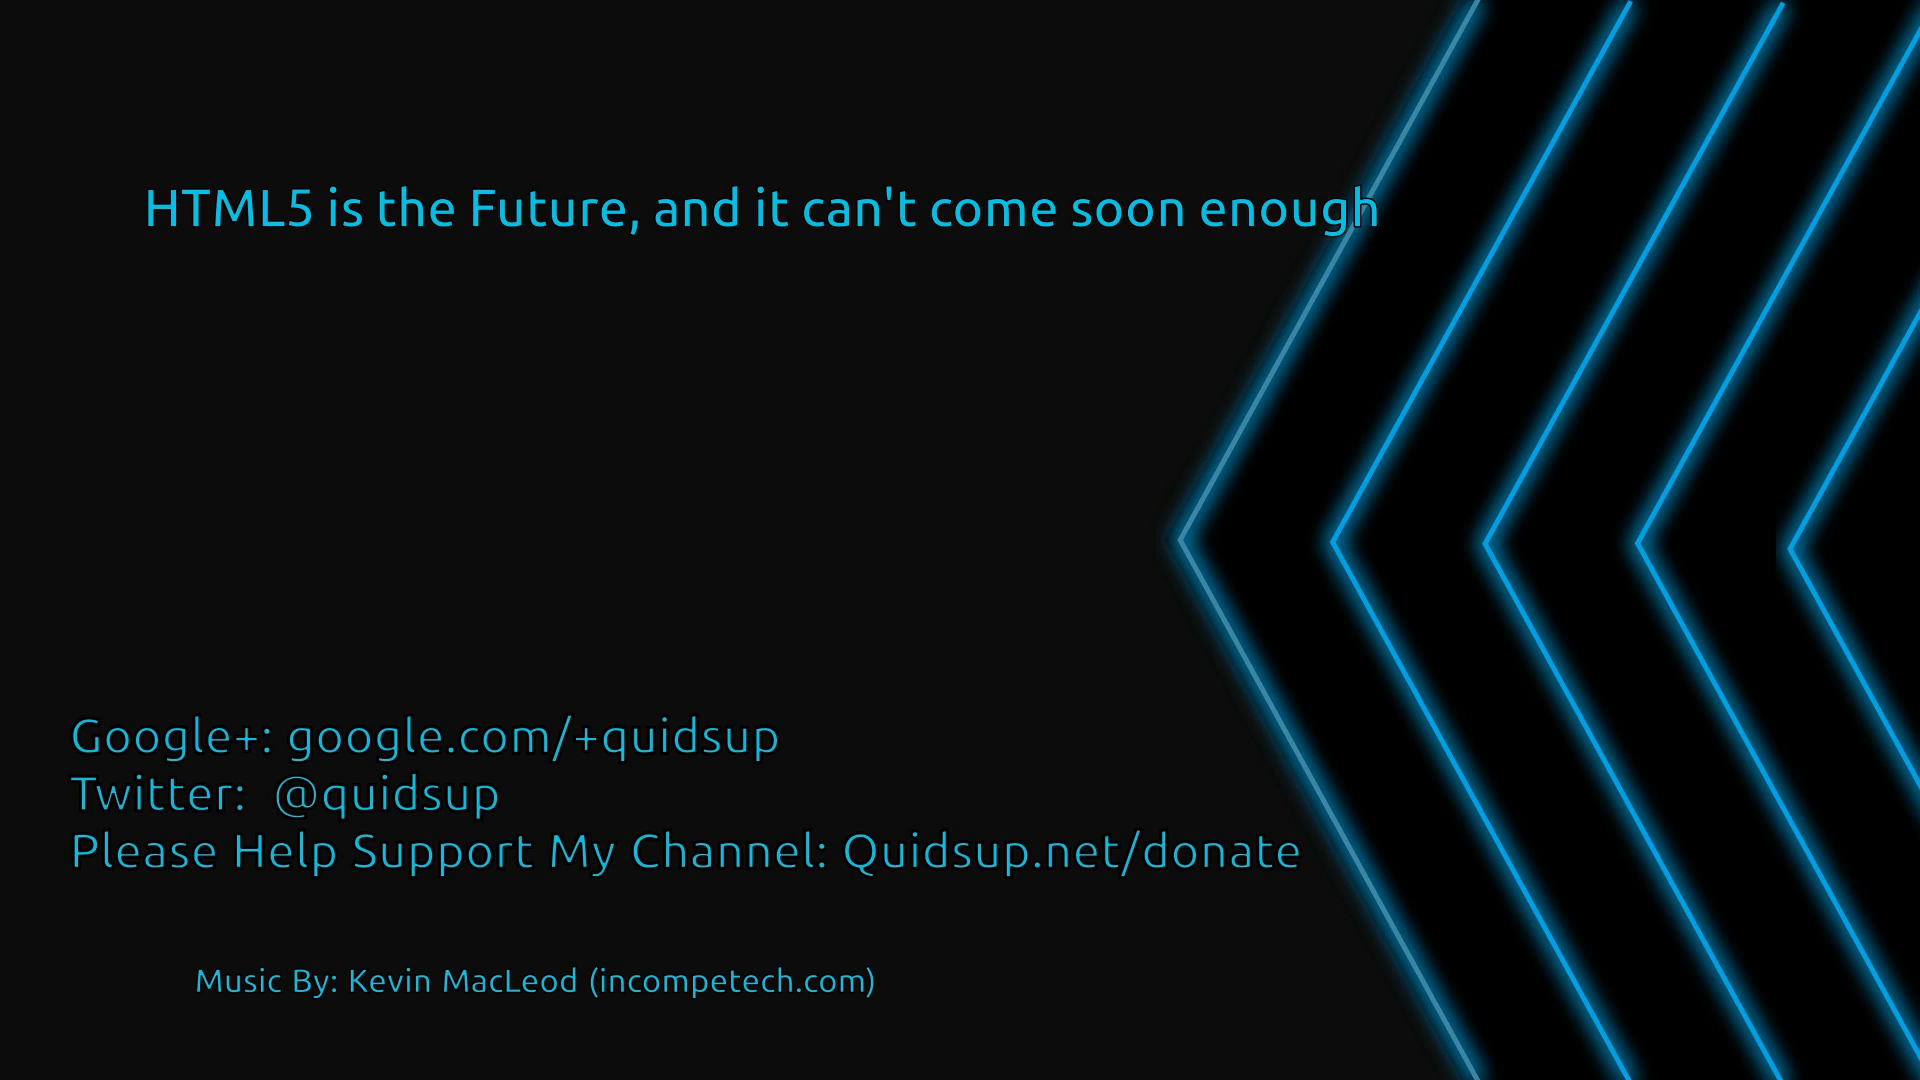 HTML5 is the Future, and it can't come soon enough
Google+: google.com/+quidsup
Twitter:  @quidsup
Please Help Support My Channel: Quidsup.net/donate
Music By: Kevin MacLeod (incompetech.com)